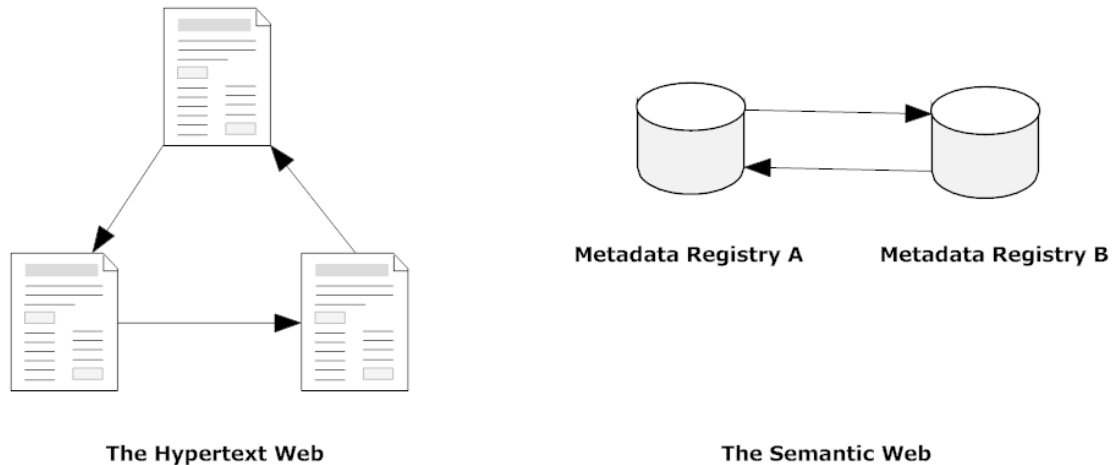 Metadata Registry A
Metadata Registry B
The Hypertext Web
The Semantic Web